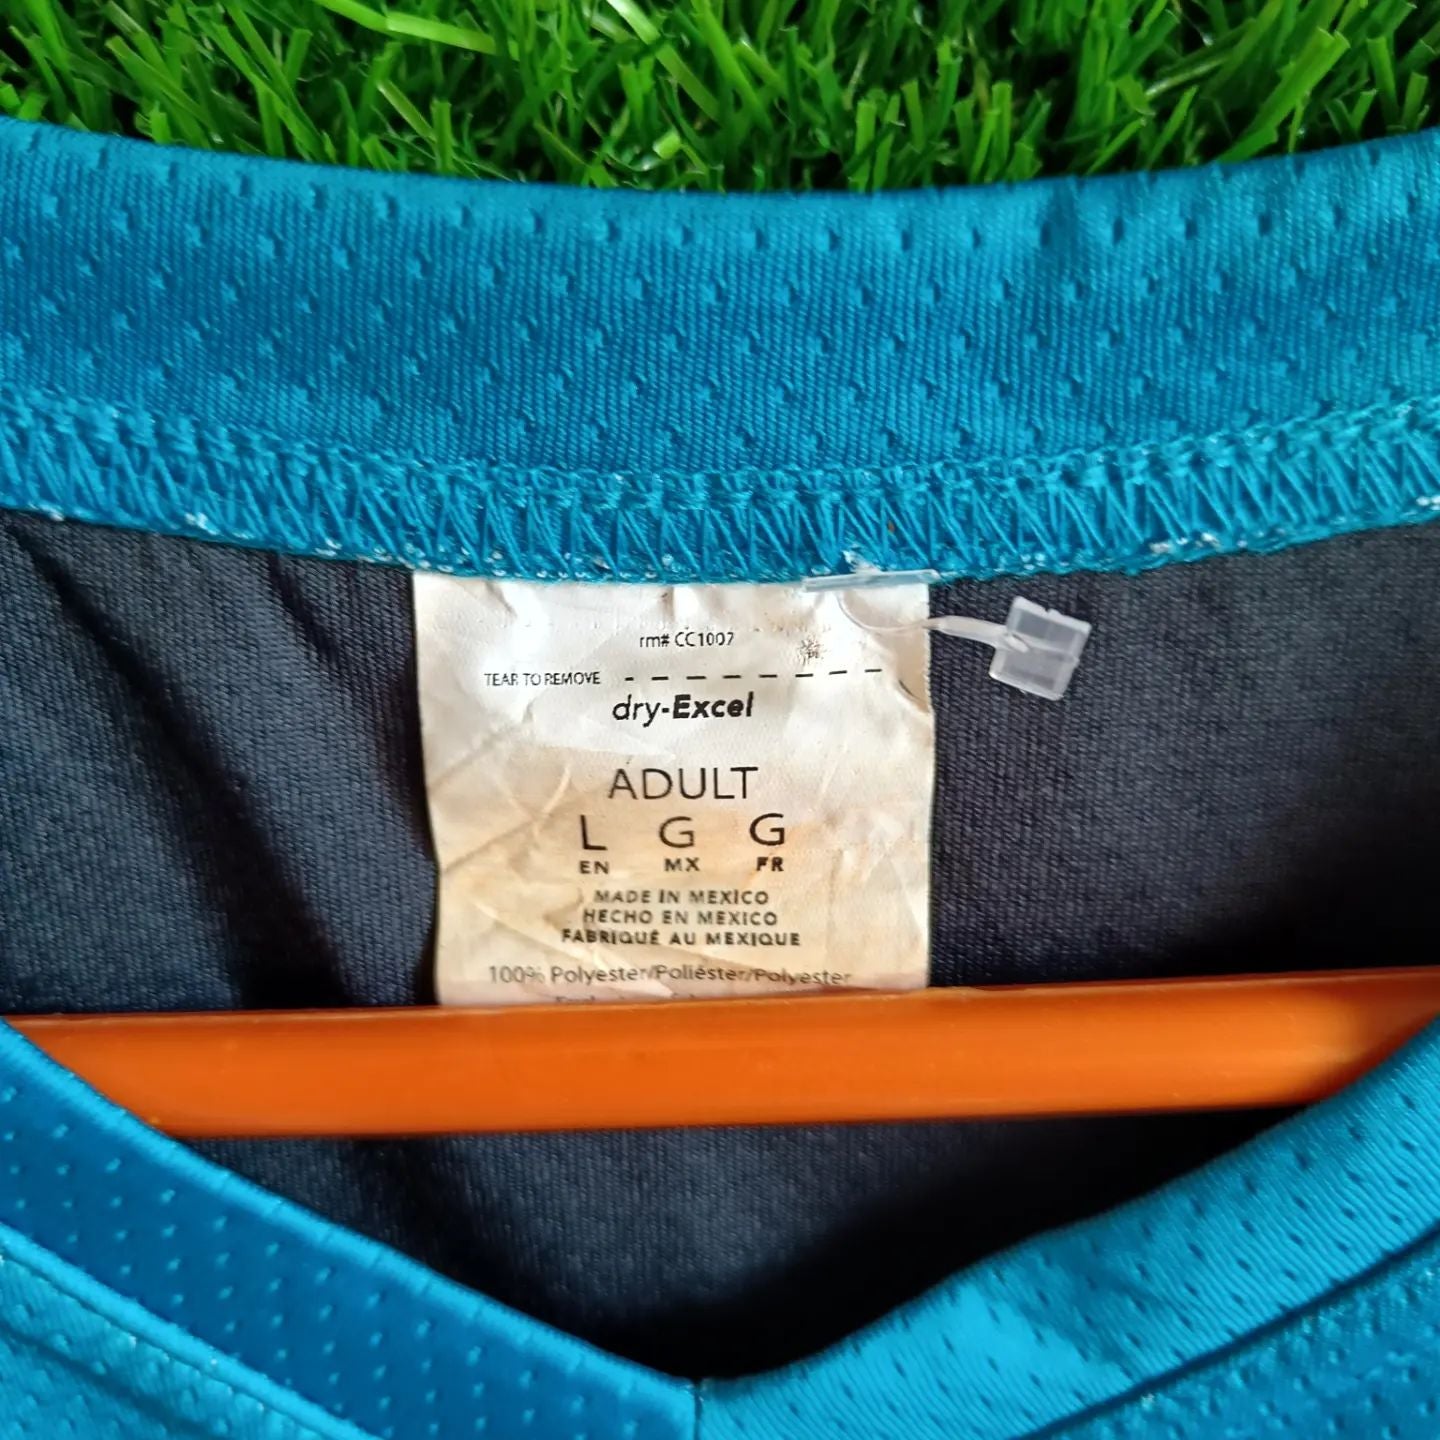 rm# CC1007
TEAR TO REMOVE
dry-Excel
ADULT
L G G
EN MX FR
MADE IN MEXICO
HECHO EN MEXICO
FABRIQUÉ AU MEXIQUE
100% Polyester/Poliéster/Polyester